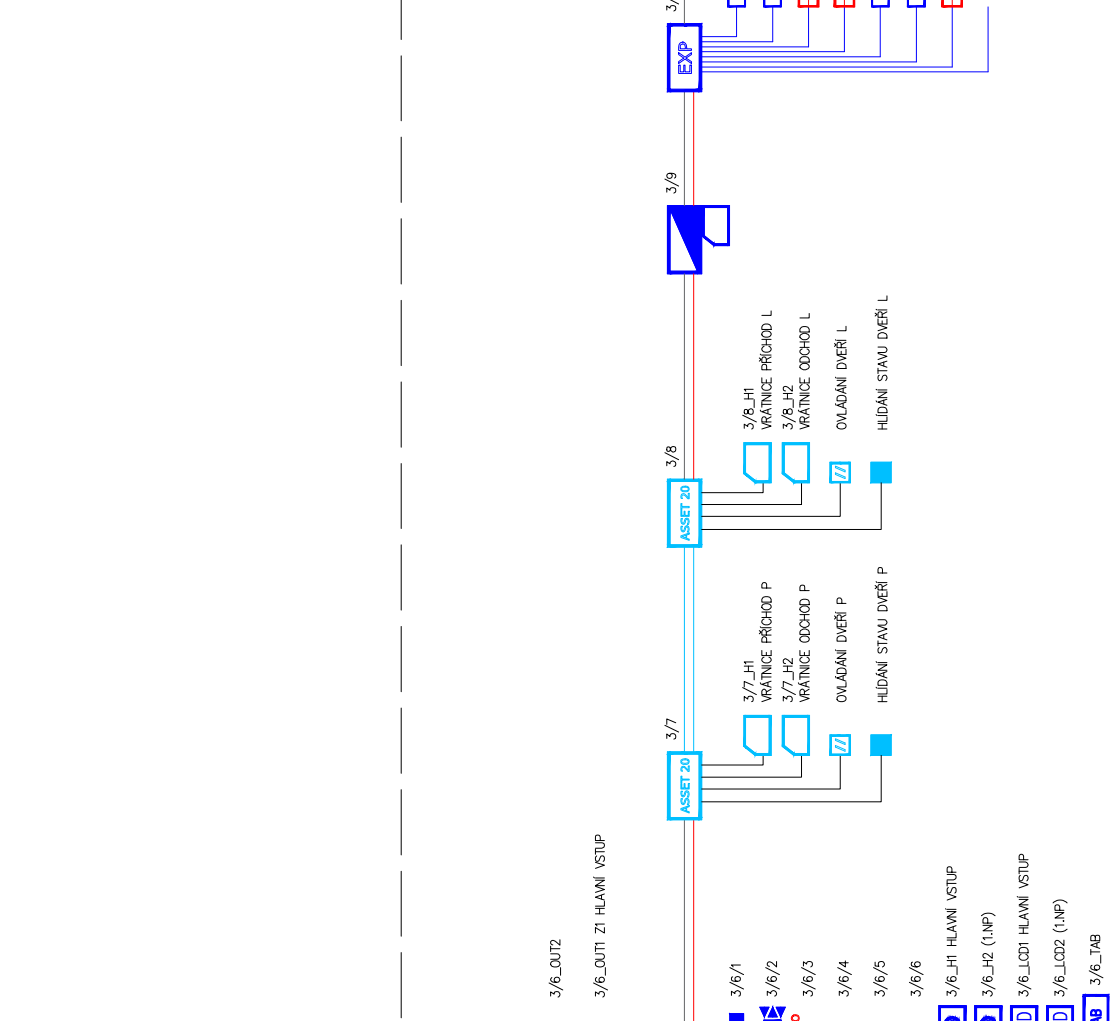 3/
EXP
3/9
3/8_H1
VRÁTNICE PŘÍCHOD L
3/8_H2
VRÁTNICE ODCHOD L
OVLÁDÁNÍ DVEŘÍ L
HLÍDÁNÍ STAVU DVEŘÍ L
3/8
ASSET 20
3/7_H1
VRÁTNICE PŘÍCHOD P
3/7_H2
VRÁTNICE ODCHOD P
OVLÁDÁNÍ DVEŘÍ P
HLÍDÁNÍ STAVU DVEŘÍ P
3/7
ASSET 20
3/6_OUT2
3/6_OUT1 Z1 HLAVNÍ VSTUP
3/6/1
3/6/2
3/6/3
3/6/4
3/6/5
3/6/6
3/6_H1 HLAVNÍ VSTUP
3/6_H2 (1.NP)
3/6_LCD1 HLAVNÍ VSTUP
3/6_LCD2 (1.NP)
3/6_TAB